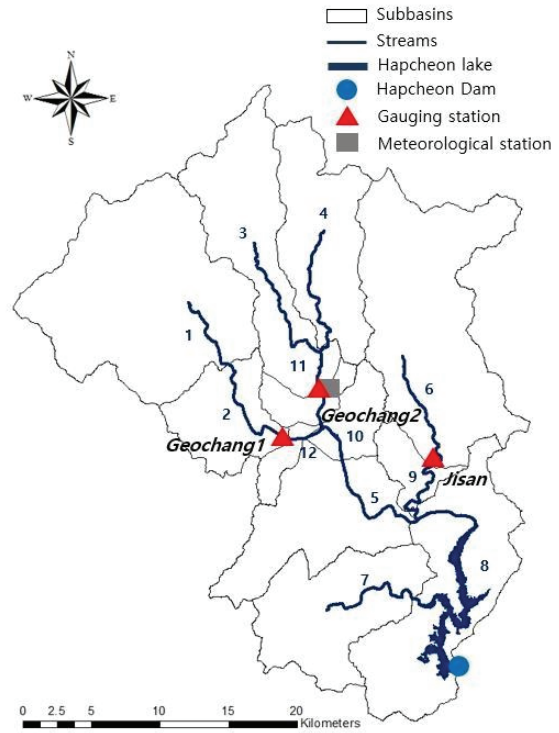 Subbasins
Streams
Hapcheon lake
Hapcheon Dam
Gauging station
Meteorological station
N
W E
S
4
3
1
11
6
2
Geochang2
10
Geochang1
12
9
Jisan
5
8
7
0 2.5 5 10 15 20
Kilometers